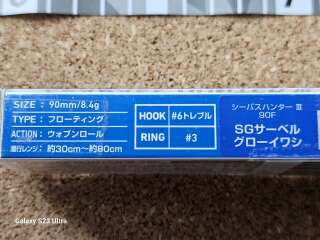 SIZE : 90mm/8.4g
TYPE : フローティング
ACTION : ウォブンロール
潜行レンジ : 約30cm～約80cm
HOOK #6トレブル
RING #3
シーバスハンター Ⅲ
90F
SGサーベル
グローイワシ
Galaxy S23 Ultra